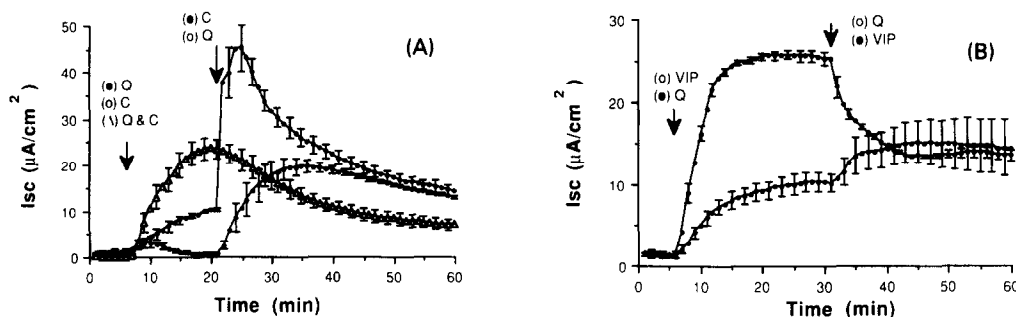 (A)
(●) C
(○) Q
(●) Q
(○) C
(△) Q & C
50
40
30
20
10
0
Isc (μA/cm²)
0 10 20 30 40 50 60
Time (min)
(B)
(○) Q
(●) VIP
(○) VIP
(●) Q
30
20
10
0
Isc (μA/cm²)
0 10 20 30 40 50 60
Time (min)